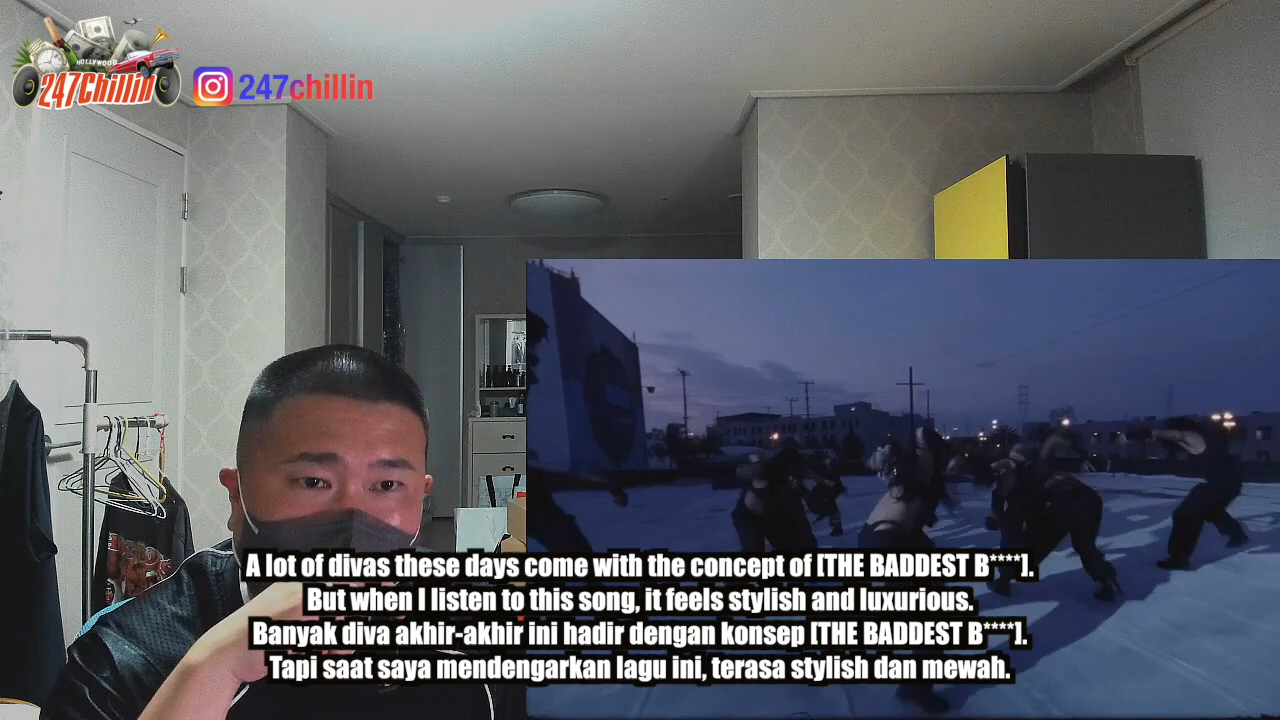 HOLLYWOOD
247Chillin
247chillin
A lot of divas these days come with the concept of [THE BADDEST B****].
But when I listen to this song, it feels stylish and luxurious.
Banyak diva akhir-akhir ini hadir dengan konsep [THE BADDEST B****].
Tapi saat saya mendengarkan lagu ini, terasa stylish dan mewah.